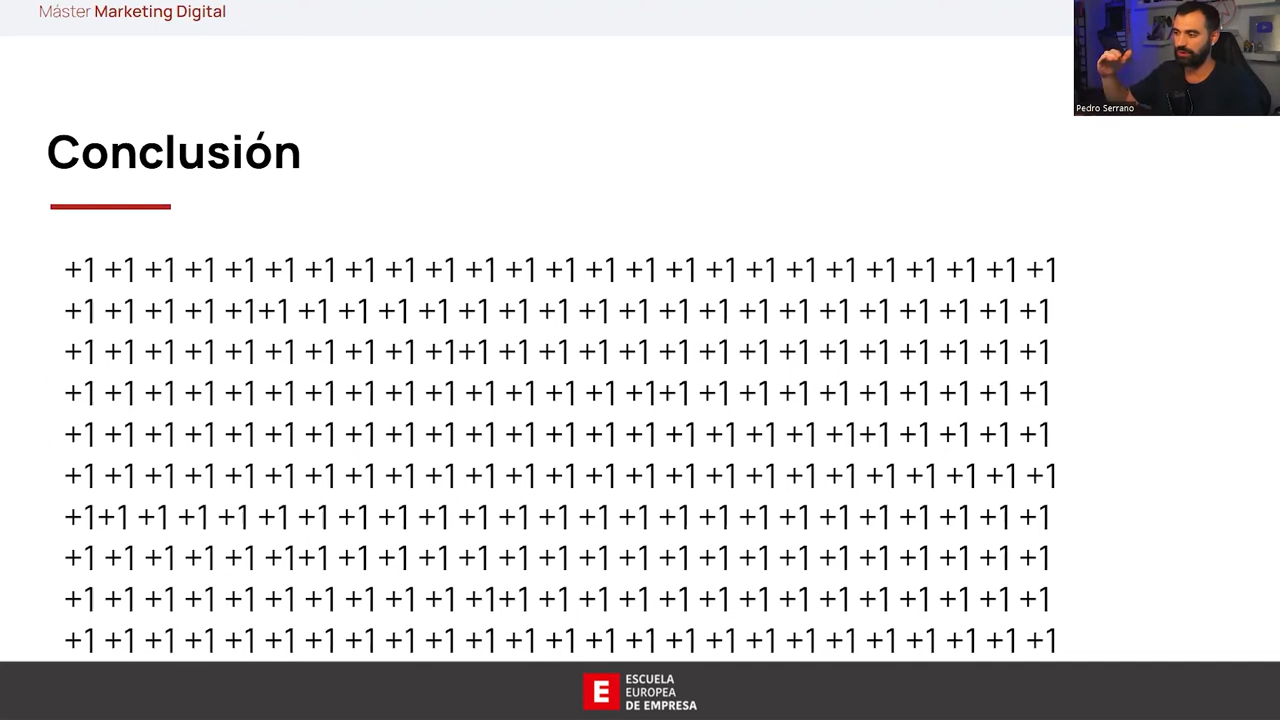 Máster Marketing Digital
Pedro Serrano
Conclusión
+1 +1 +1 +1 +1 +1 +1 +1 +1 +1 +1 +1 +1 +1 +1 +1 +1 +1 +1 +1 +1 +1 +1 +1 +1
+1 +1 +1 +1 +1+1 +1 +1 +1 +1 +1 +1 +1 +1 +1 +1 +1 +1 +1 +1 +1 +1 +1 +1 +1
+1 +1 +1 +1 +1 +1 +1 +1 +1 +1+1 +1 +1 +1 +1 +1 +1 +1 +1 +1 +1 +1 +1 +1 +1
+1 +1 +1 +1 +1 +1 +1 +1 +1 +1 +1 +1 +1 +1 +1+1 +1 +1 +1 +1 +1 +1 +1 +1 +1
+1 +1 +1 +1 +1 +1 +1 +1 +1 +1 +1 +1 +1 +1 +1 +1 +1 +1 +1 +1+1 +1 +1 +1 +1
+1 +1 +1 +1 +1 +1 +1 +1 +1 +1 +1 +1 +1 +1 +1 +1 +1 +1 +1 +1 +1 +1 +1 +1 +1
+1+1 +1 +1 +1 +1 +1 +1 +1 +1 +1 +1 +1 +1 +1 +1 +1 +1 +1 +1 +1 +1 +1 +1 +1
+1 +1 +1 +1 +1 +1+1 +1 +1 +1 +1 +1 +1 +1 +1 +1 +1 +1 +1 +1 +1 +1 +1 +1 +1
+1 +1 +1 +1 +1 +1 +1 +1 +1 +1 +1+1 +1 +1 +1 +1 +1 +1 +1 +1 +1 +1 +1 +1 +1
+1 +1 +1 +1 +1 +1 +1 +1 +1 +1 +1 +1 +1 +1 +1 +1 +1 +1 +1 +1 +1 +1 +1 +1 +1
E
ESCUELA
EUROPEA
DE EMPRESA